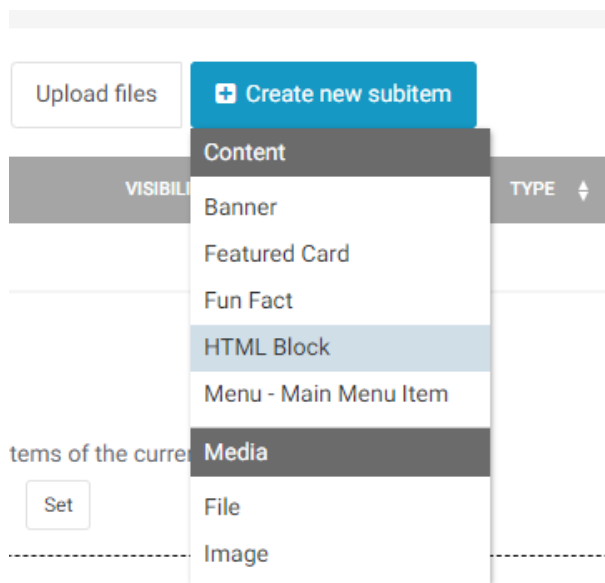 Upload files
Create new subitem
Content
TYPE
Banner
Featured Card
Fun Fact
HTML Block
Menu - Main Menu Item
tems of the curre
Media
Set
File
Image